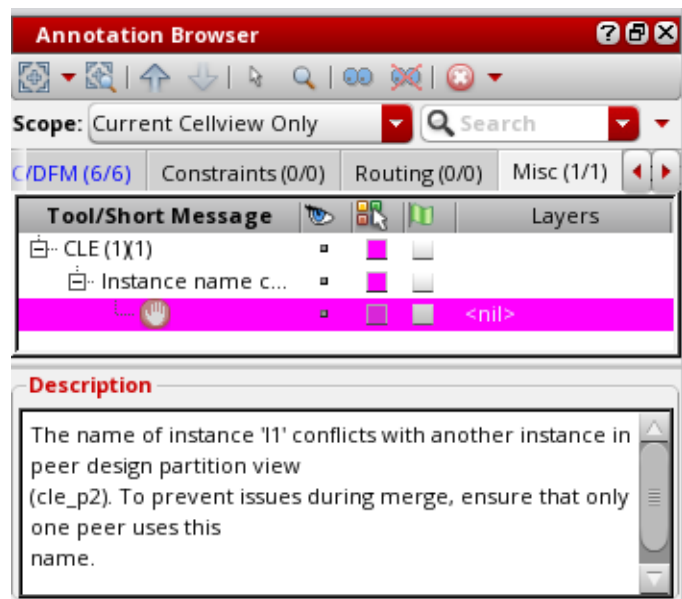 Annotation Browser
Scope: Current Cellview Only Search
C/DFM (6/6) Constraints (0/0) Routing (0/0) Misc (1/1)
Tool/Short Message Layers
CLE (1)(1)
Instance name c...
<nil>
Description
The name of instance 'I1' conflicts with another instance in
peer design partition view
(cle_p2). To prevent issues during merge, ensure that only
one peer uses this
name.